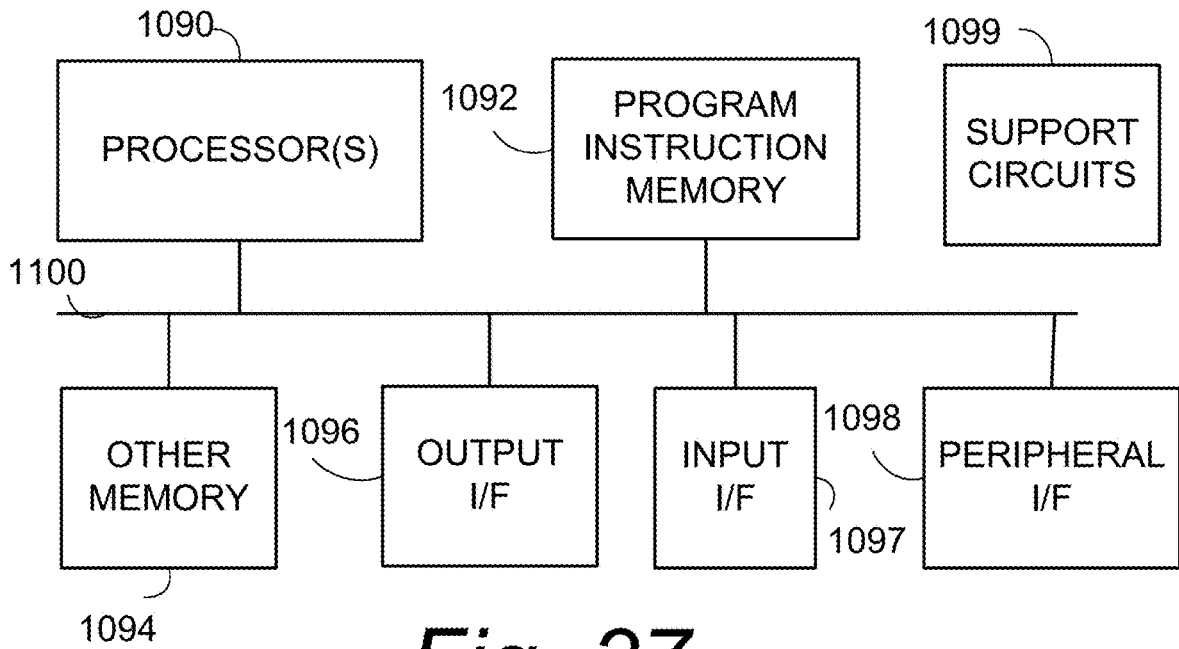 1090
1099
1092
PROCESSOR(S)
PROGRAM
INSTRUCTION
MEMORY
SUPPORT
CIRCUITS
1100
OTHER
MEMORY
1096
OUTPUT
I/F
INPUT
I/F
1097
1098
PERIPHERAL
I/F
1094